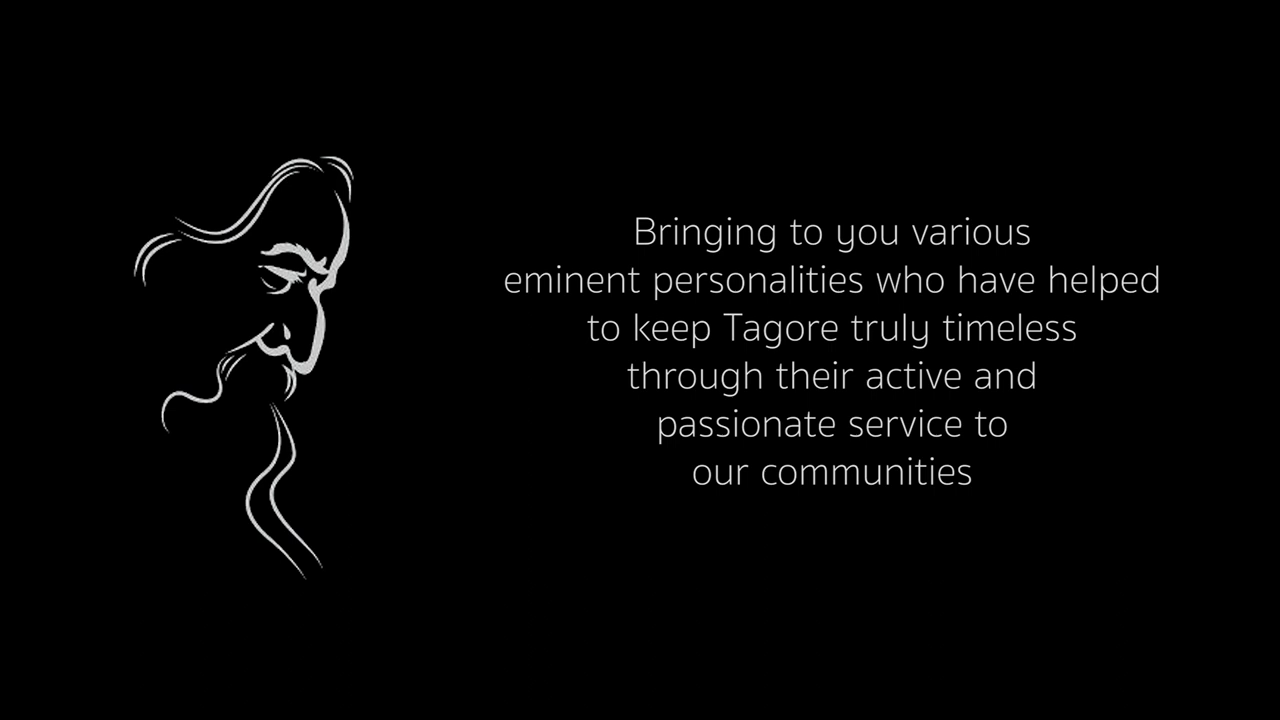 Bringing to you various
eminent personalities who have helped
to keep Tagore truly timeless
through their active and
passionate service to
our communities